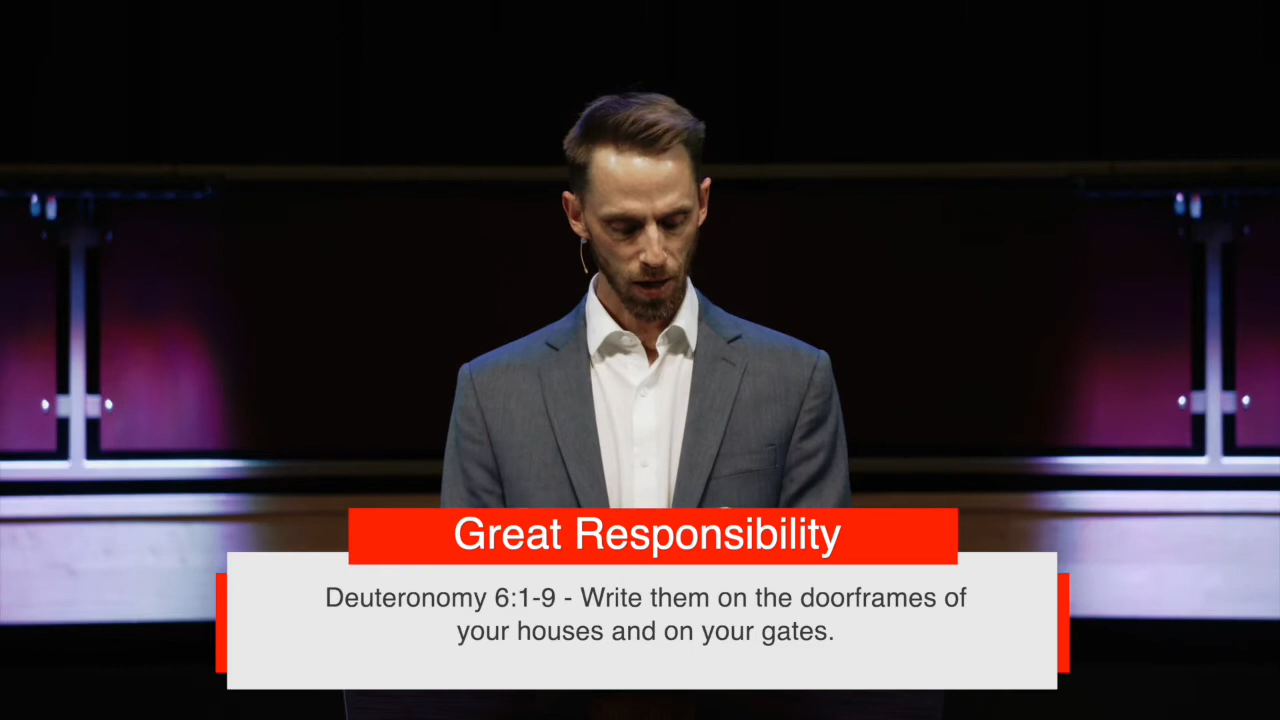 Great Responsibility
Deuteronomy 6:1-9 - Write them on the doorframes of
your houses and on your gates.